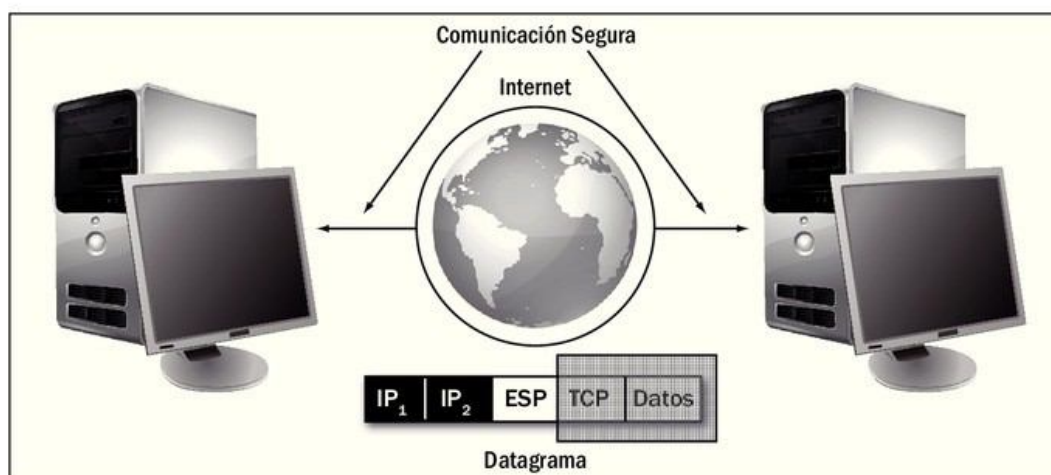 Comunicación Segura
Internet
IP₁ IP₂ ESP TCP Datos
Datagrama